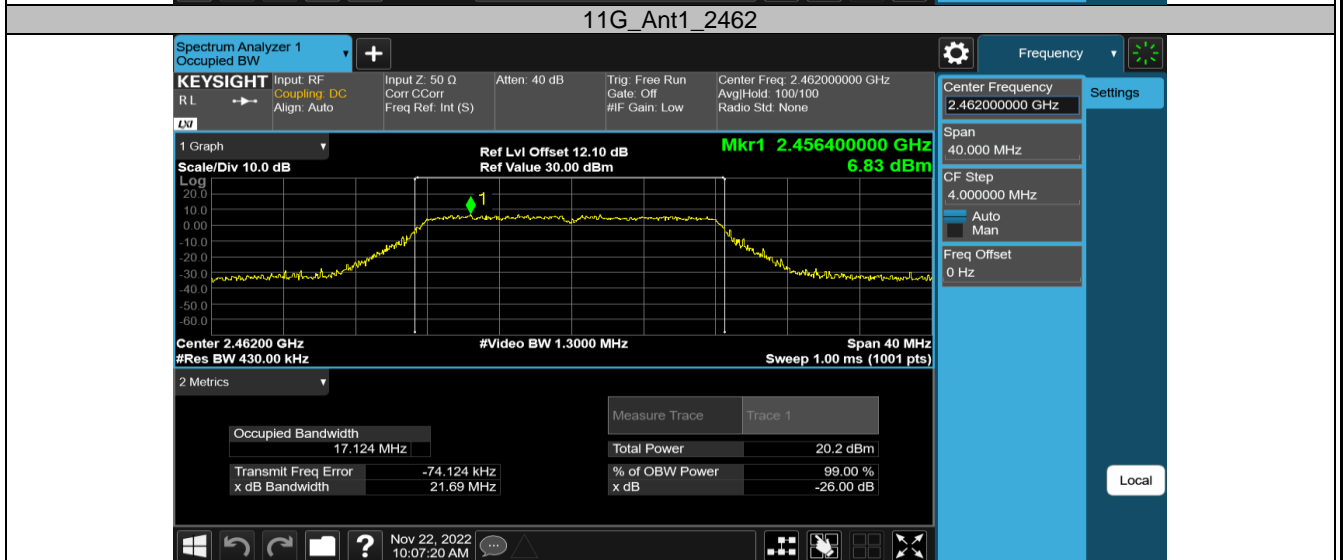 11G_Ant1_2462
Spectrum Analyzer 1
Occupied BW
Frequency
KEYSIGHT
R L
LXI
Input: RF
Coupling: DC
Align: Auto
Input Z: 50 Ω
Corr CCorr
Freq Ref: Int (S)
Atten: 40 dB
Trig: Free Run
Gate: Off
#IF Gain: Low
Center Freq: 2.462000000 GHz
Avg|Hold: 100/100
Radio Std: None
Center Frequency
2.462000000 GHz
Settings
Span
40.000 MHz
CF Step
4.000000 MHz
Auto
Man
Freq Offset
0 Hz
1 Graph
Scale/Div 10.0 dB
Ref Lvl Offset 12.10 dB
Ref Value 30.00 dBm
Mkr1 2.456400000 GHz
6.83 dBm
Log
20.0
10.0
0.00
-10.0
-20.0
-30.0
-40.0
-50.0
-60.0
1
Center 2.46200 GHz
#Res BW 430.00 kHz
#Video BW 1.3000 MHz
Span 40 MHz
Sweep 1.00 ms (1001 pts)
2 Metrics
Measure Trace Trace 1
Occupied Bandwidth
17.124 MHz
Total Power 20.2 dBm
Transmit Freq Error -74.124 kHz
% of OBW Power 99.00 %
x dB Bandwidth 21.69 MHz
x dB -26.00 dB
Local
Nov 22, 2022
10:07:20 AM